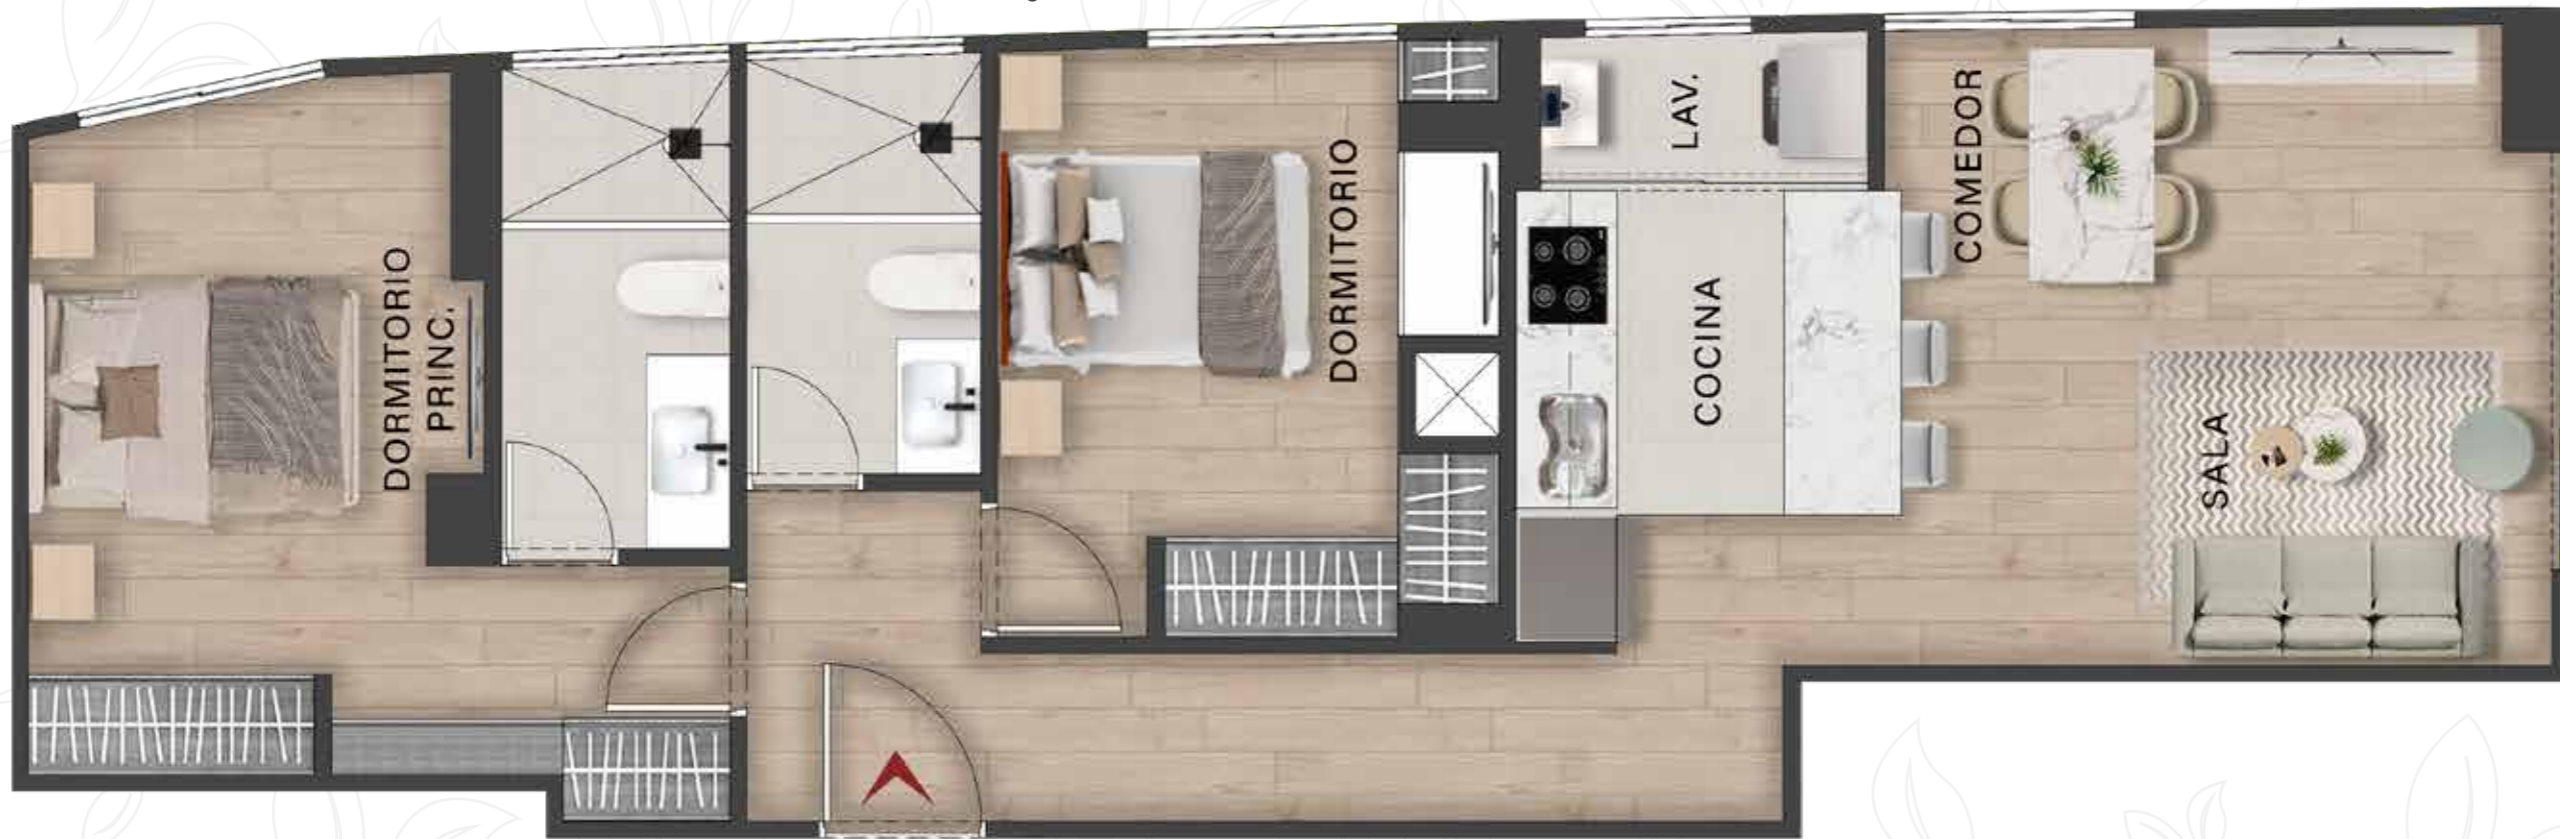 DORMITORIO
PRINC.
DORMITORIO
LAV.
COCINA
COMEDOR
SALA